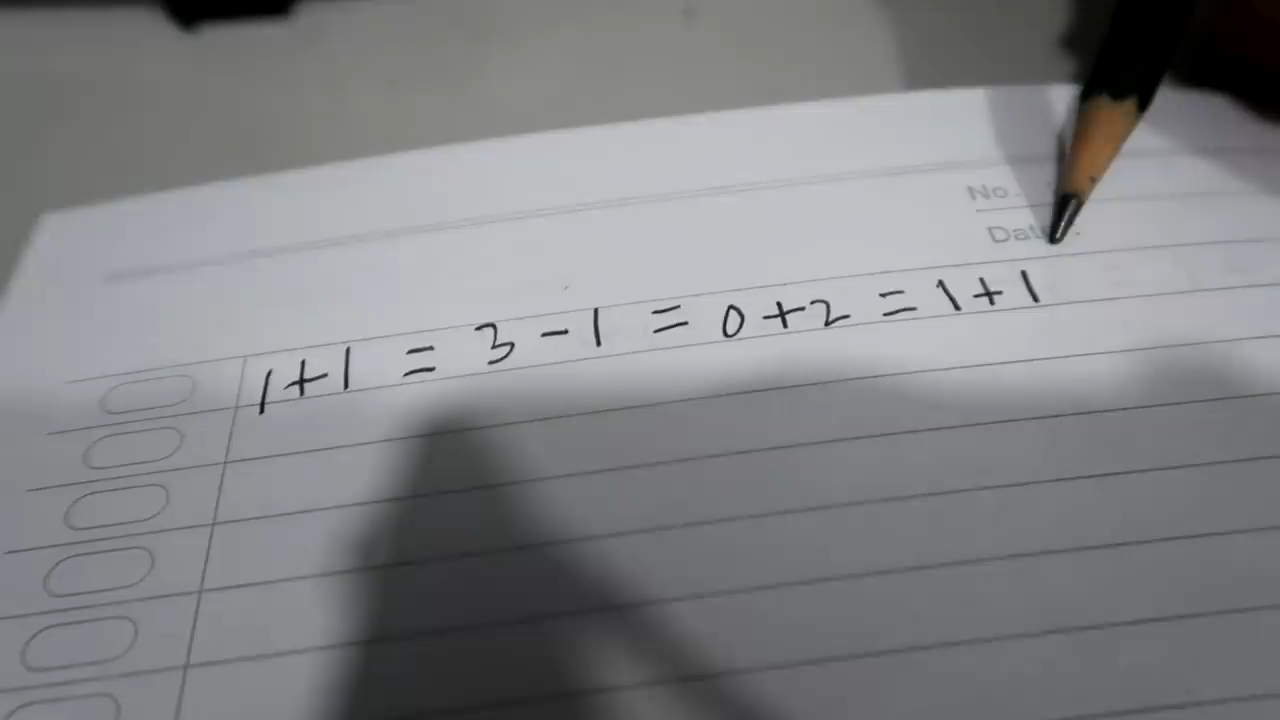 No.
Date :
1+1 = 3-1 = 0+2 = 1+1